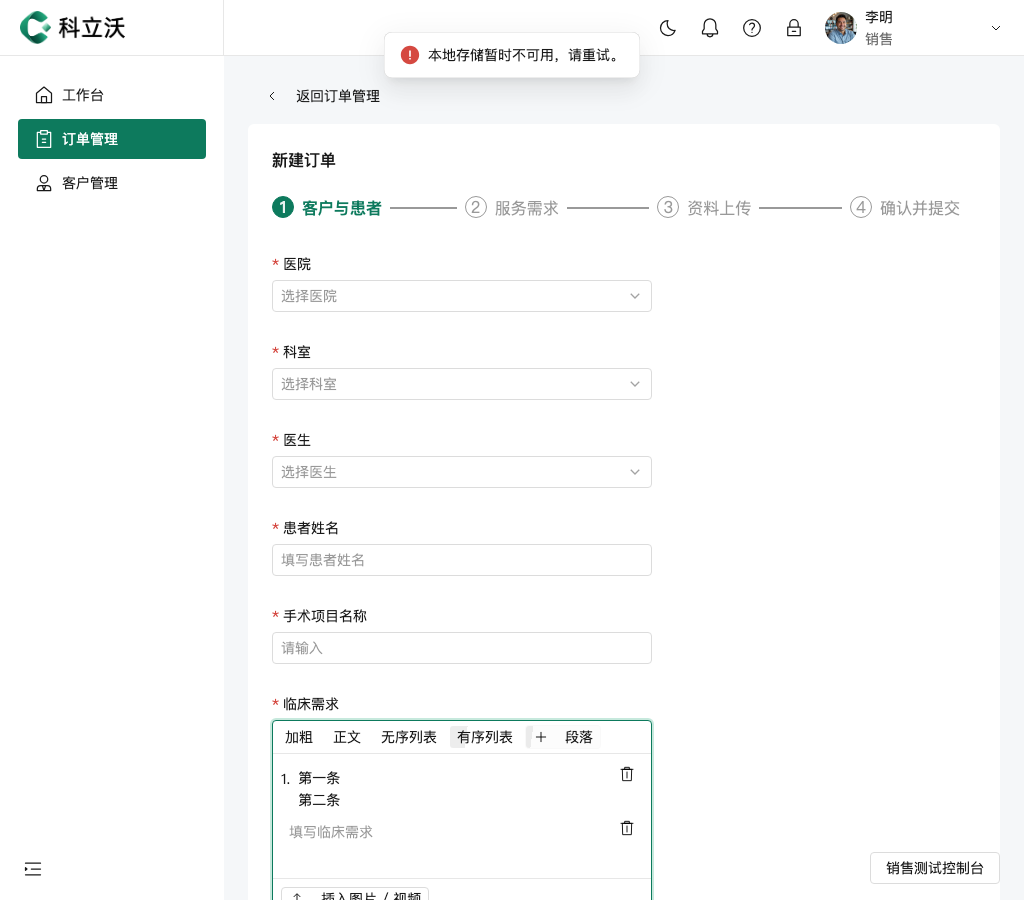 科立沃
本地存储暂时不可用，请重试。
李明
销售
工作台
订单管理
客户管理
返回订单管理
新建订单
1 客户与患者
2 服务需求
3 资料上传
4 确认并提交
* 医院
选择医院
* 科室
选择科室
* 医生
选择医生
* 患者姓名
填写患者姓名
* 手术项目名称
请输入
* 临床需求
加粗 正文 无序列表 有序列表 段落
1. 第一条
第二条
填写临床需求
插入图片 / 视频
销售测试控制台